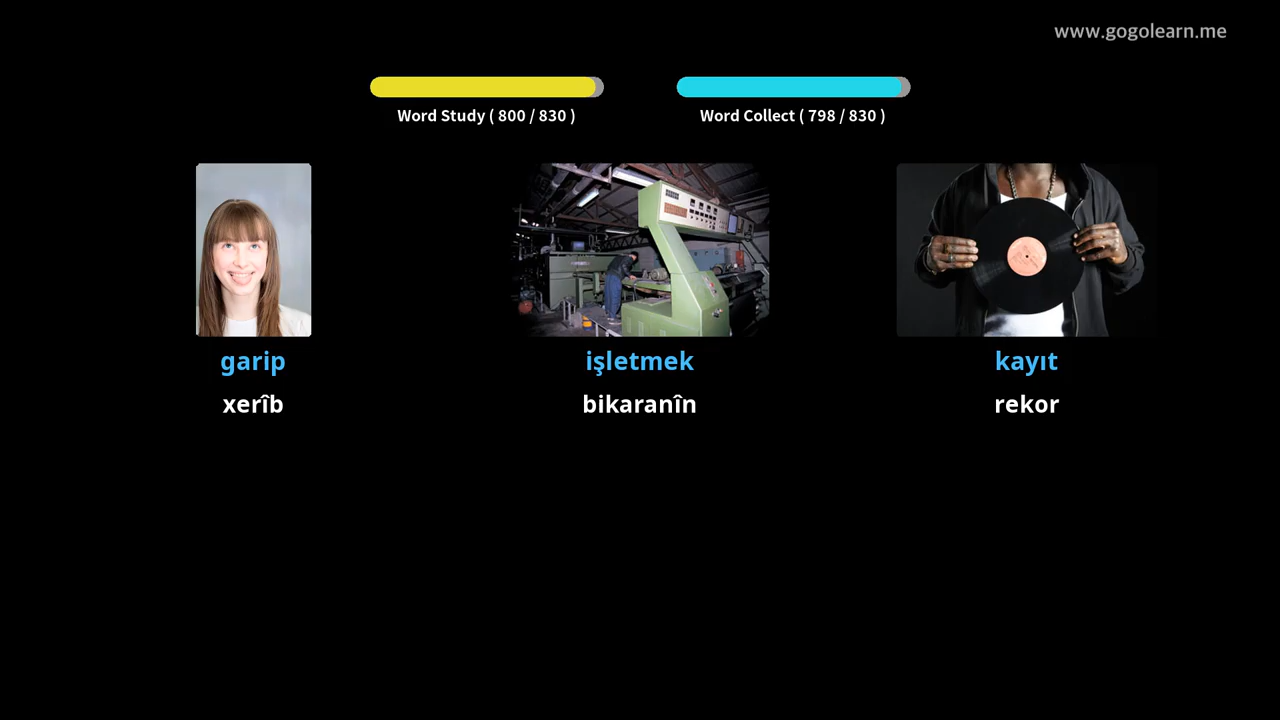 www.gogolearn.me
Word Study ( 800 / 830 )
Word Collect ( 798 / 830 )
garip
işletmek
kayıt
xerîb
bikaranîn
rekor